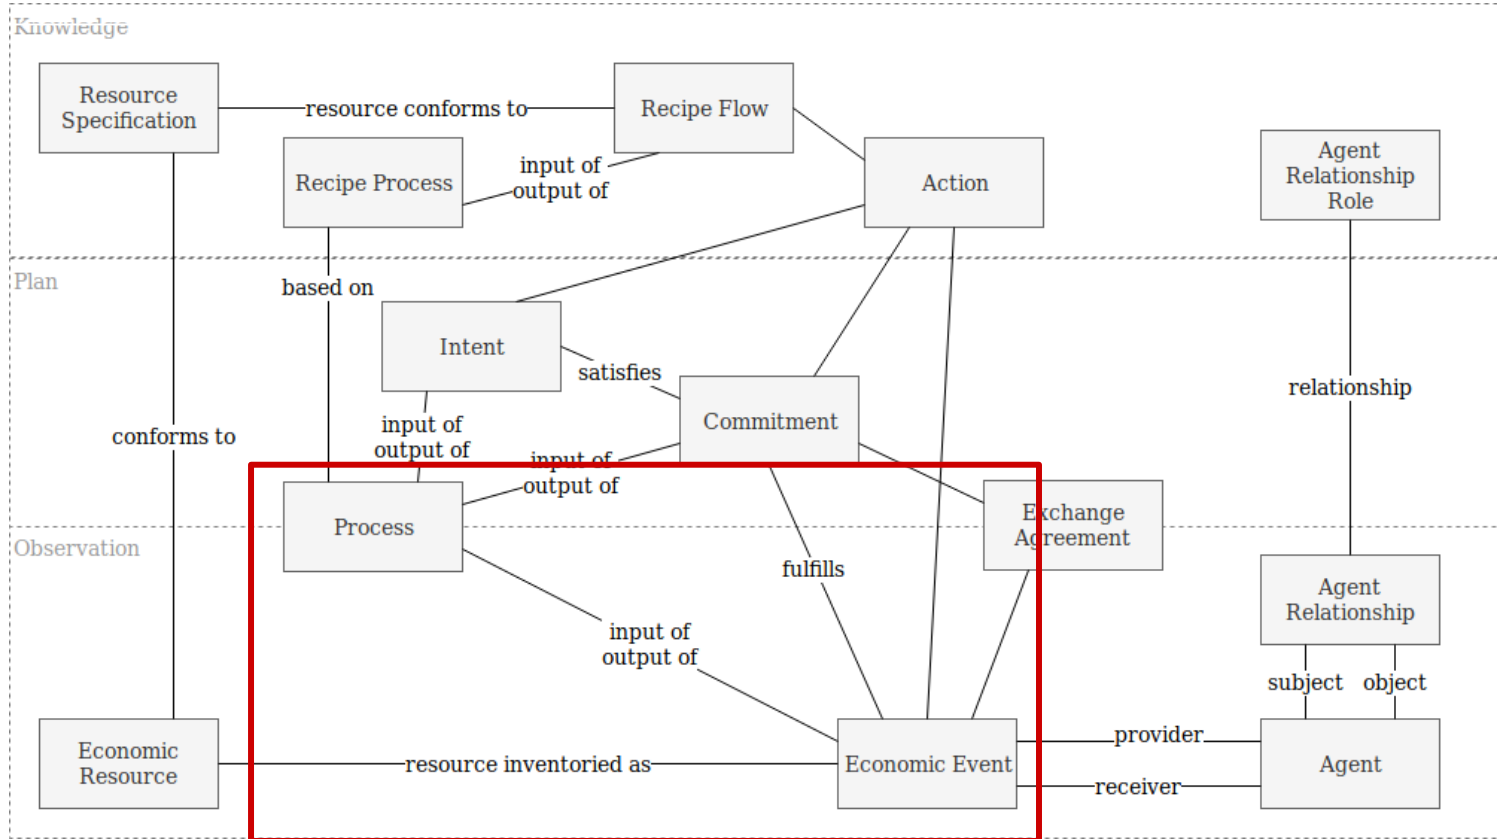 Knowledge
Resource
Specification
resource conforms to
Recipe Flow
Recipe Process
input of
output of
Action
Agent
Relationship
Role
Plan
based on
Intent
satisfies
Commitment
relationship
conforms to
input of
output of
input of
output of
Process
Exchange
Agreement
Observation
fulfills
Agent
Relationship
input of
output of
subject
object
Economic
Resource
resource inventoried as
Economic Event
provider
receiver
Agent